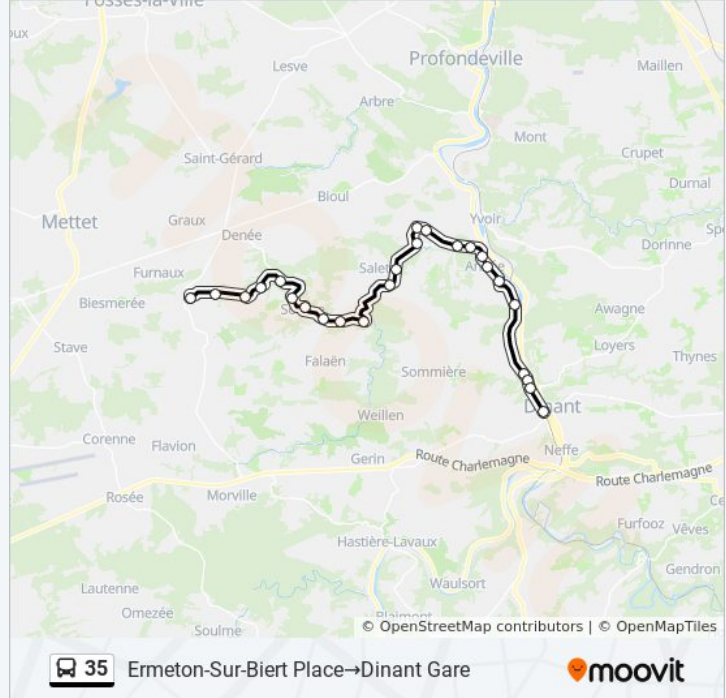 Fosses-la-Ville
Profondeville
Lesve
Maillen
Arbre
Mont
Crupet
Saint-Gérard
Durnal
Bioul
Mettet
Graux
Yvoir
Denée
Dorinne
Furnaux
Salet
Biesmerée
Awagne
Stave
Loyers
Falaën
Thynes
Sommière
Dinant
Weillen
Corenne
Flavion
Neffe
Gerin
Route Charlemagne
Route Charlemagne
Rosée
Morville
Furfooz
Vêves
Hastière-Lavaux
Gendron
Lautenne
Waulsort
Omezée
Blaimont
Soulme
© OpenStreetMap contributors | © OpenMapTiles
35 Ermeton-Sur-Biert Place→Dinant Gare
moovit